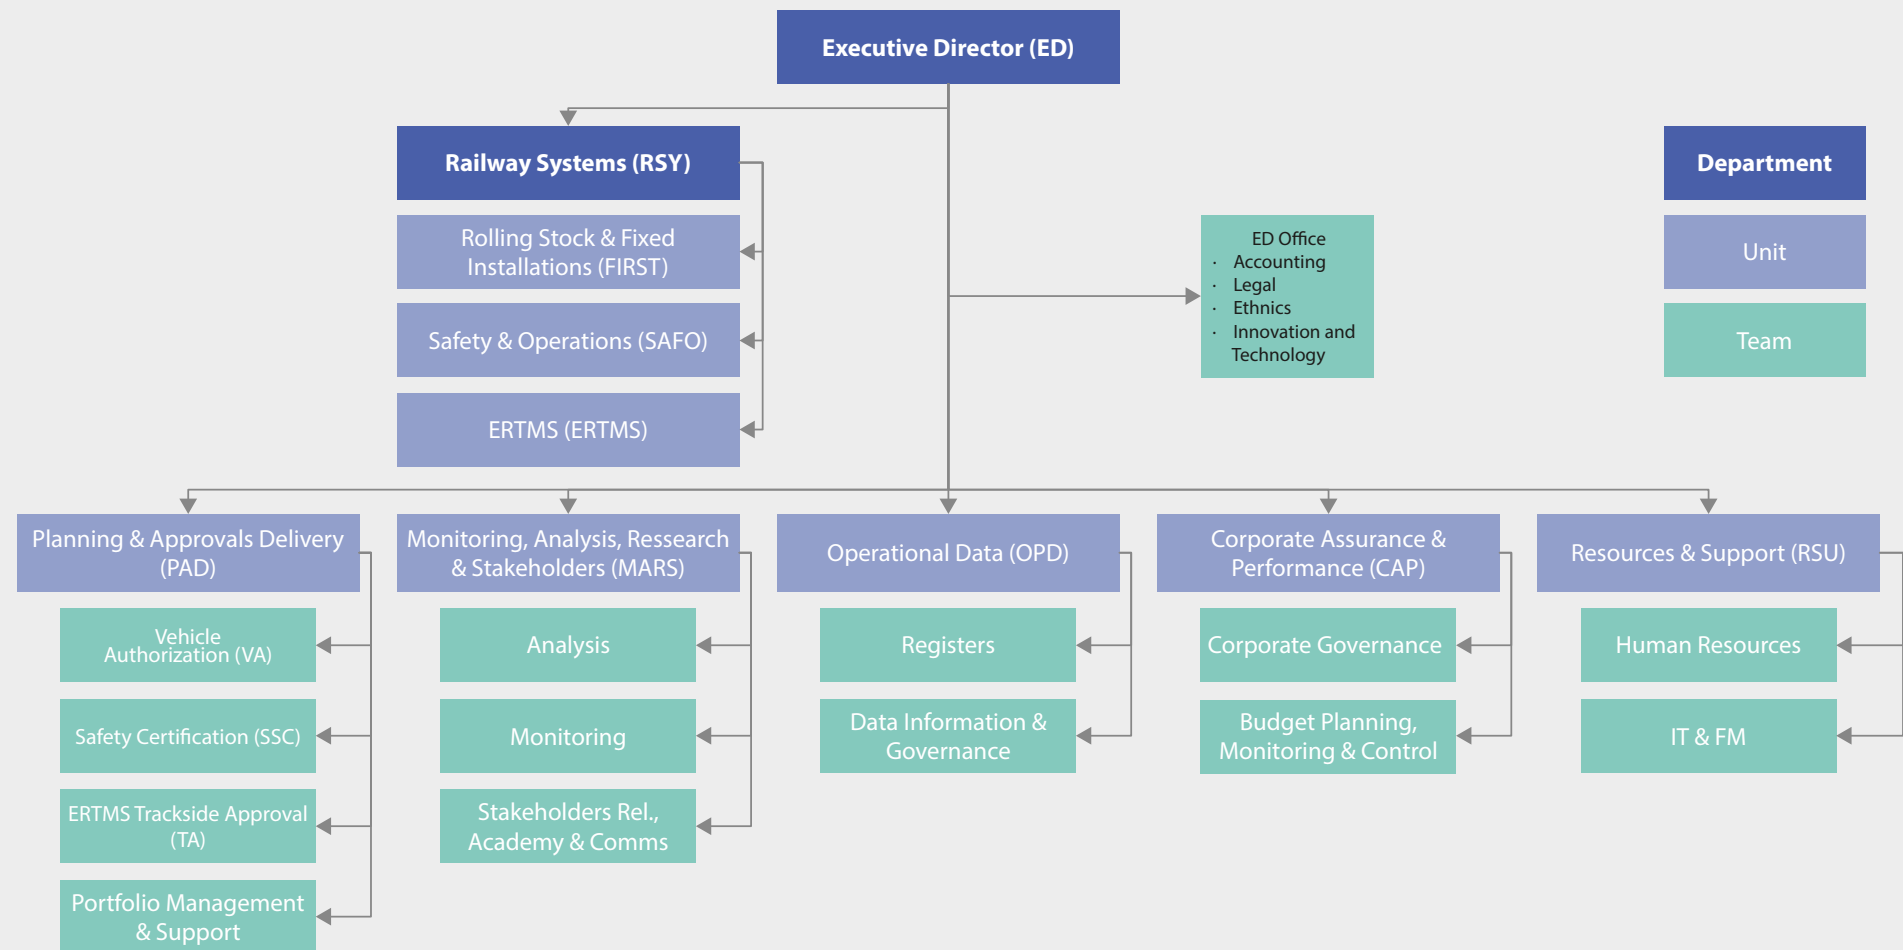 Executive Director (ED)
Railway Systems (RSY)
Department
Rolling Stock & Fixed
Installations (FIRST)
Unit
ED Office
· Accounting
· Legal
· Ethnics
· Innovation and
Technology
Safety & Operations (SAFO)
Team
ERTMS (ERTMS)
Planning & Approvals Delivery
(PAD)
Monitoring, Analysis, Ressearch
& Stakeholders (MARS)
Operational Data (OPD)
Corporate Assurance &
Performance (CAP)
Resources & Support (RSU)
Vehicle
Authorization (VA)
Analysis
Registers
Corporate Governance
Human Resources
Safety Certification (SSC)
Monitoring
Data Information &
Governance
Budget Planning,
Monitoring & Control
IT & FM
ERTMS Trackside Approval
(TA)
Stakeholders Rel.,
Academy & Comms
Portfolio Management
& Support